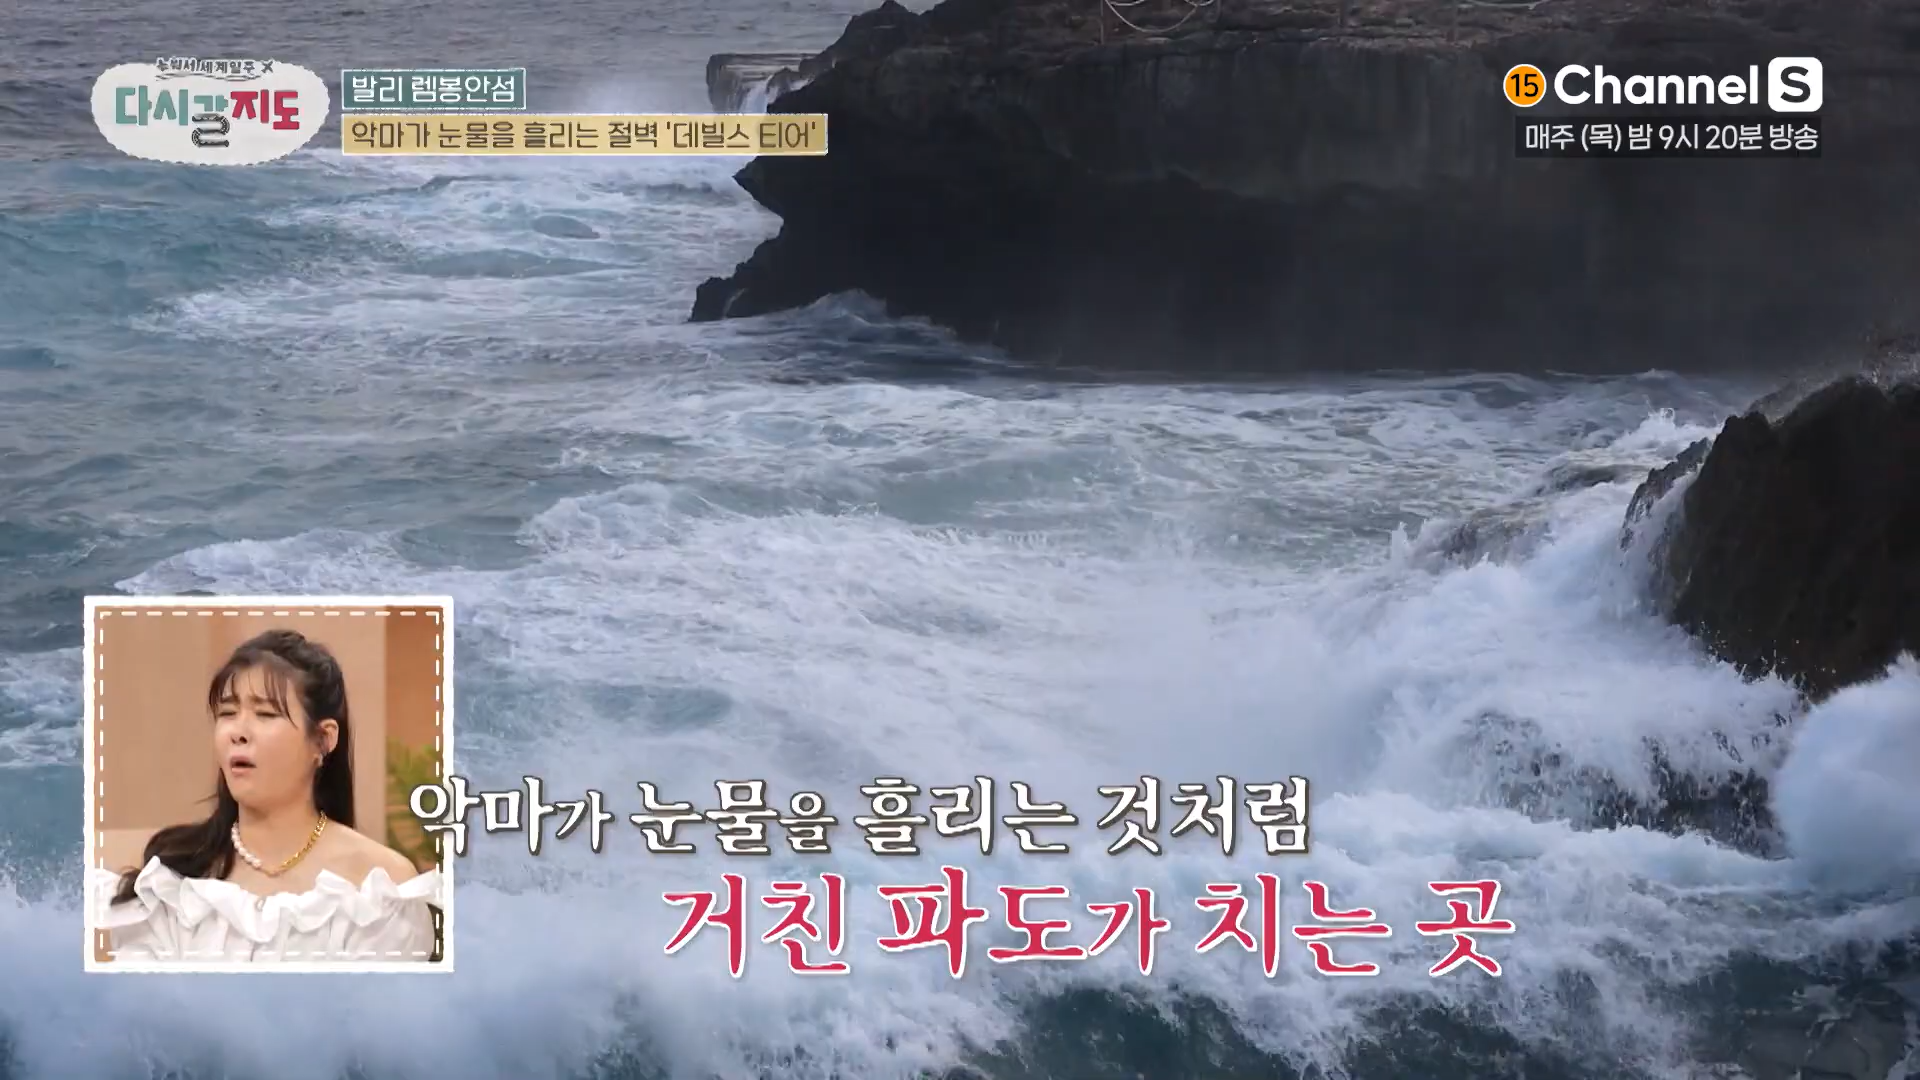 누워서 세계일주 X
다시갈지도
발리 렘봉안섬
악마가 눈물을 흘리는 절벽 '데빌스 티어'
15 Channel S
매주 (목) 밤 9시 20분 방송
악마가 눈물을 흘리는 것처럼
거친 파도가 치는 곳